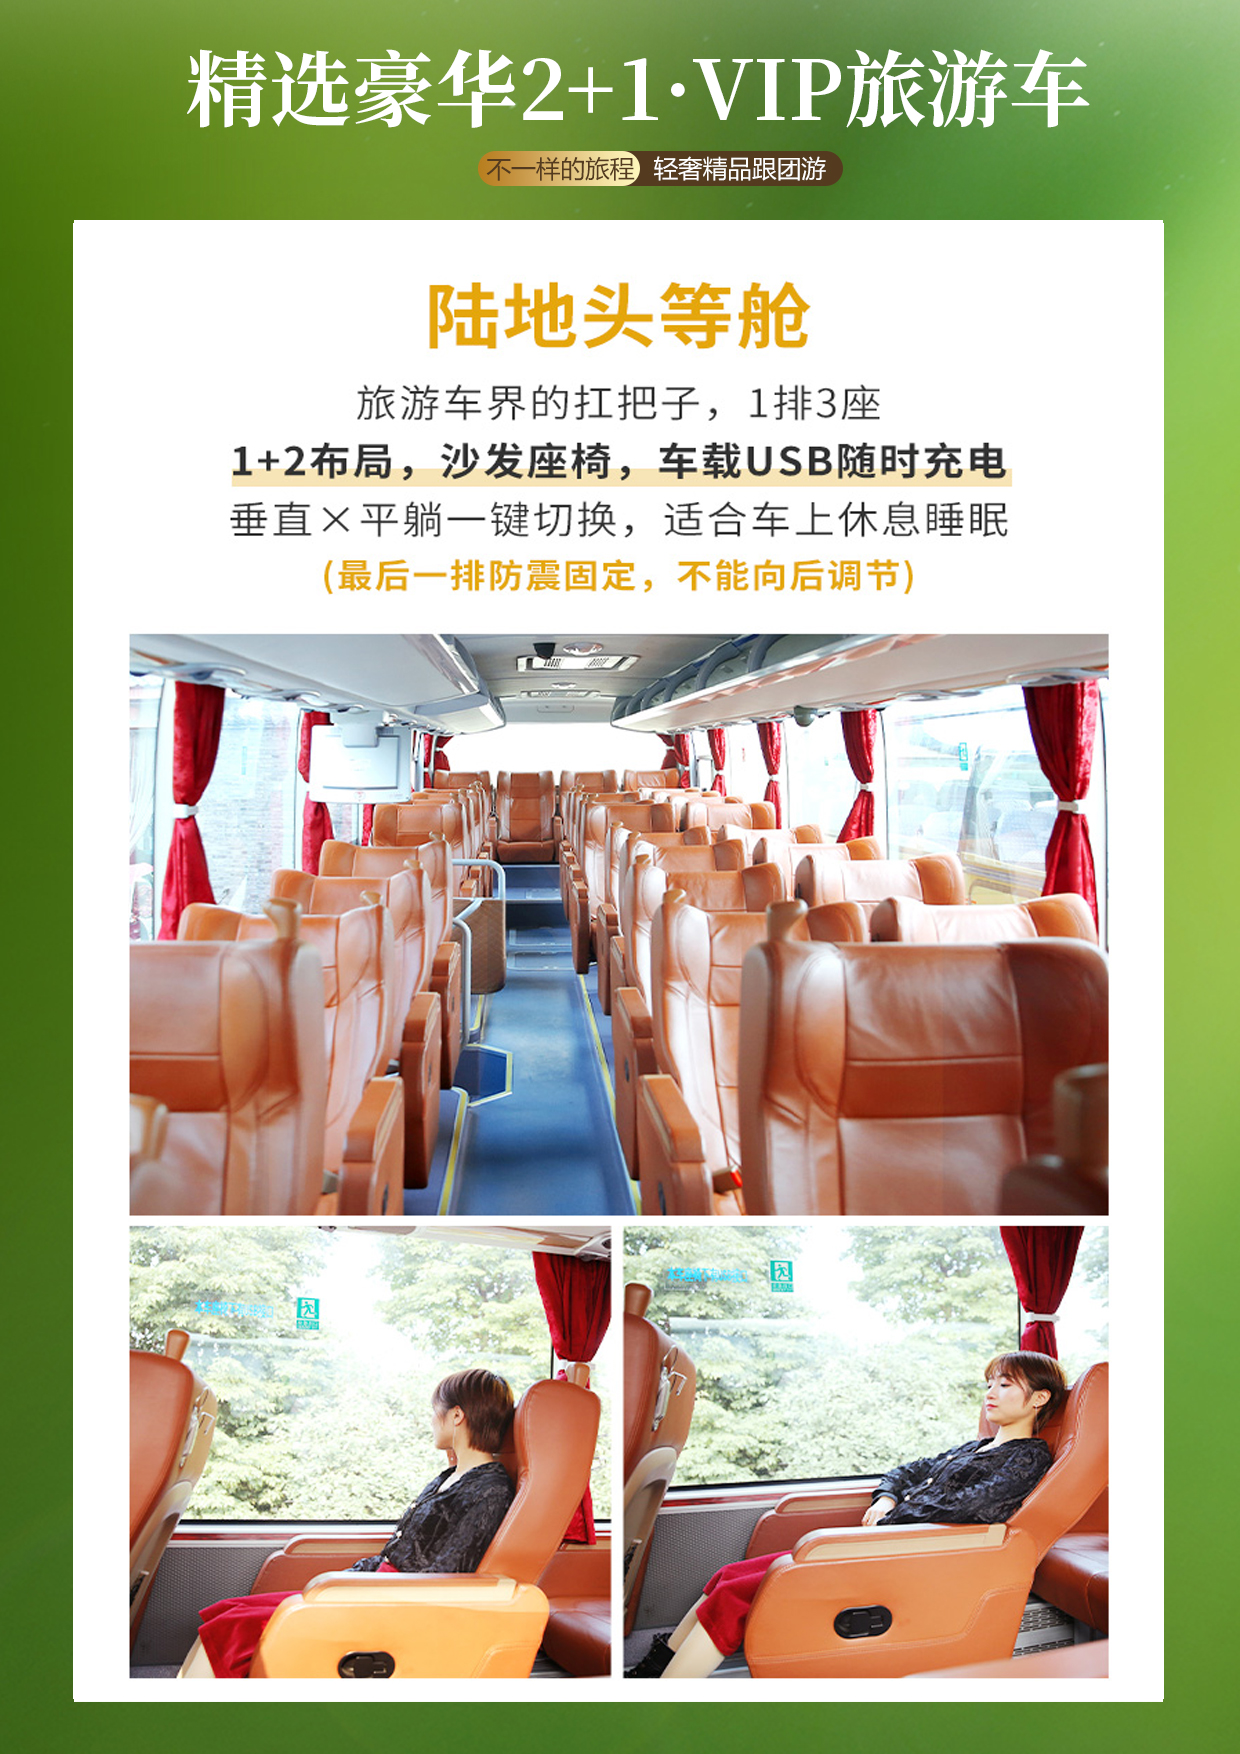 精选豪华2+1·VIP旅游车
不一样的旅程 轻奢精品跟团游
陆地头等舱
旅游车界的扛把子，1排3座
1+2布局，沙发座椅，车载USB随时充电
垂直×平躺一键切换，适合车上休息睡眠
(最后一排防震固定，不能向后调节)